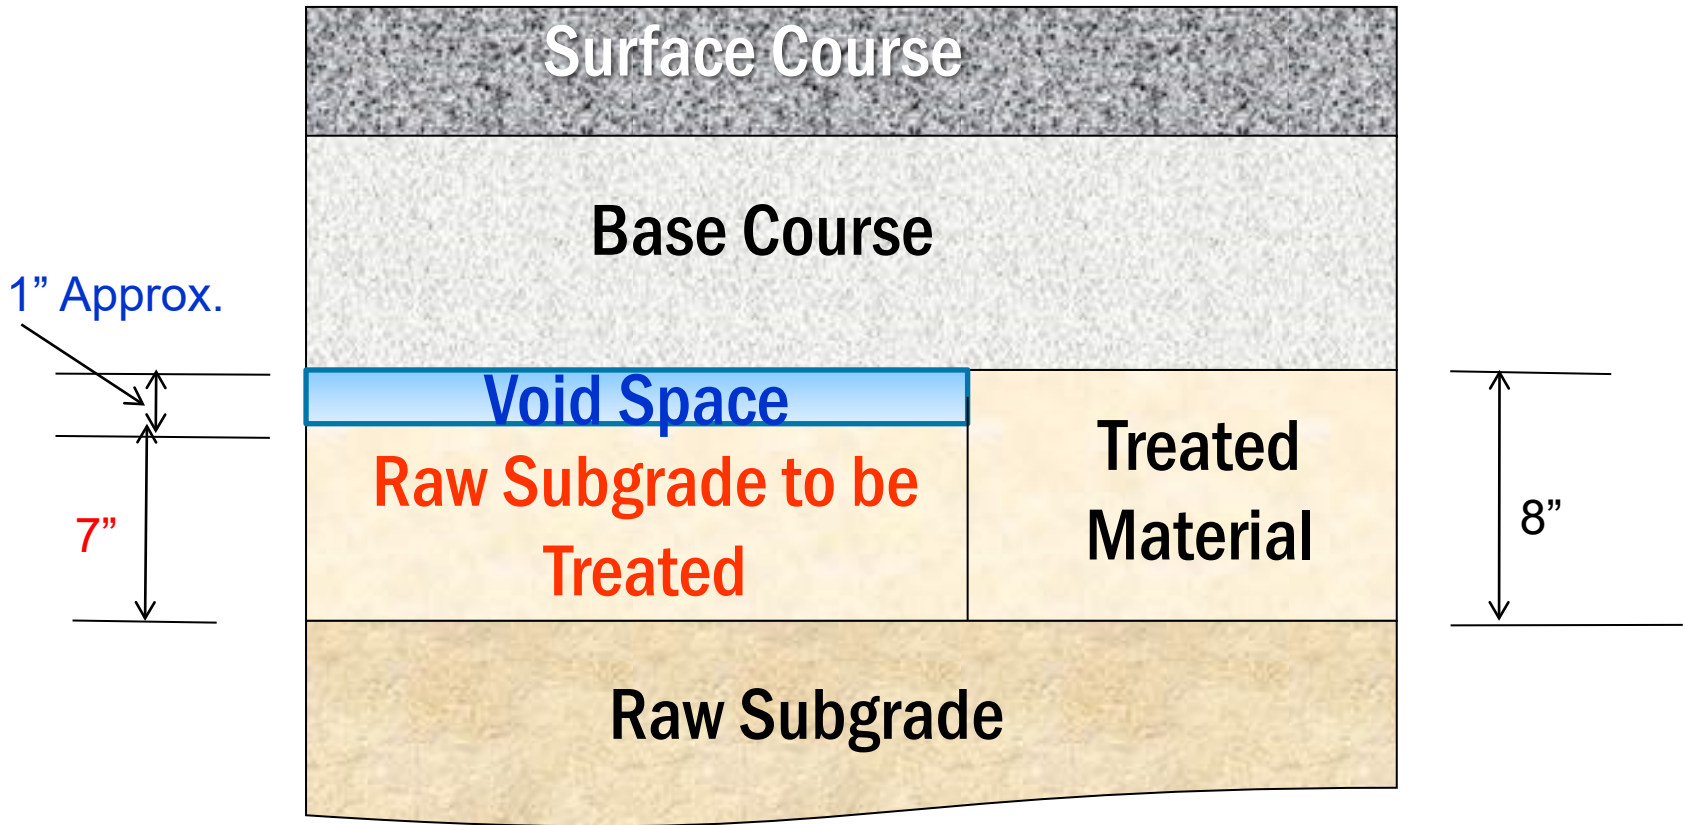 Surface Course
Base Course
1” Approx.
Void Space
Raw Subgrade to be
Treated
7”
Treated
Material
8”
Raw Subgrade